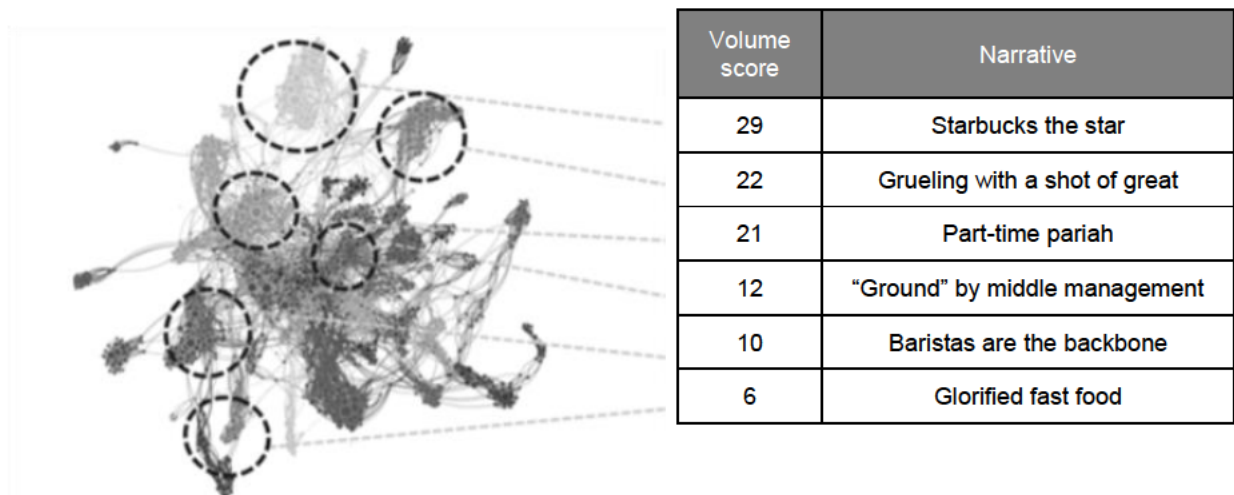 Volume
score
Narrative
29 Starbucks the star
22 Grueling with a shot of great
21 Part-time pariah
12 “Ground” by middle management
10 Baristas are the backbone
6 Glorified fast food